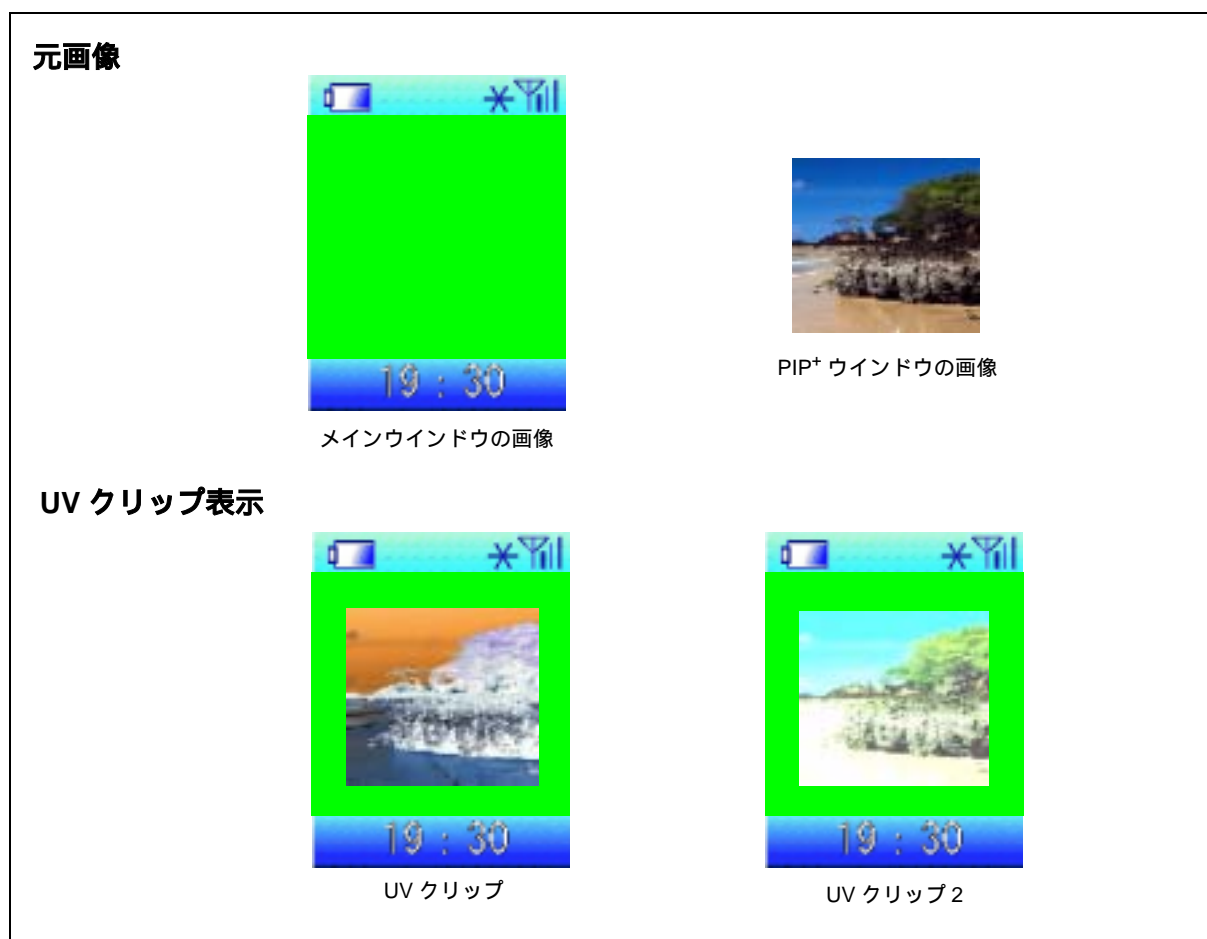 元画像
19 : 30
メインウインドウの画像
PIP+ ウインドウの画像
UV クリップ表示
19 : 30
UV クリップ
19 : 30
UV クリップ 2